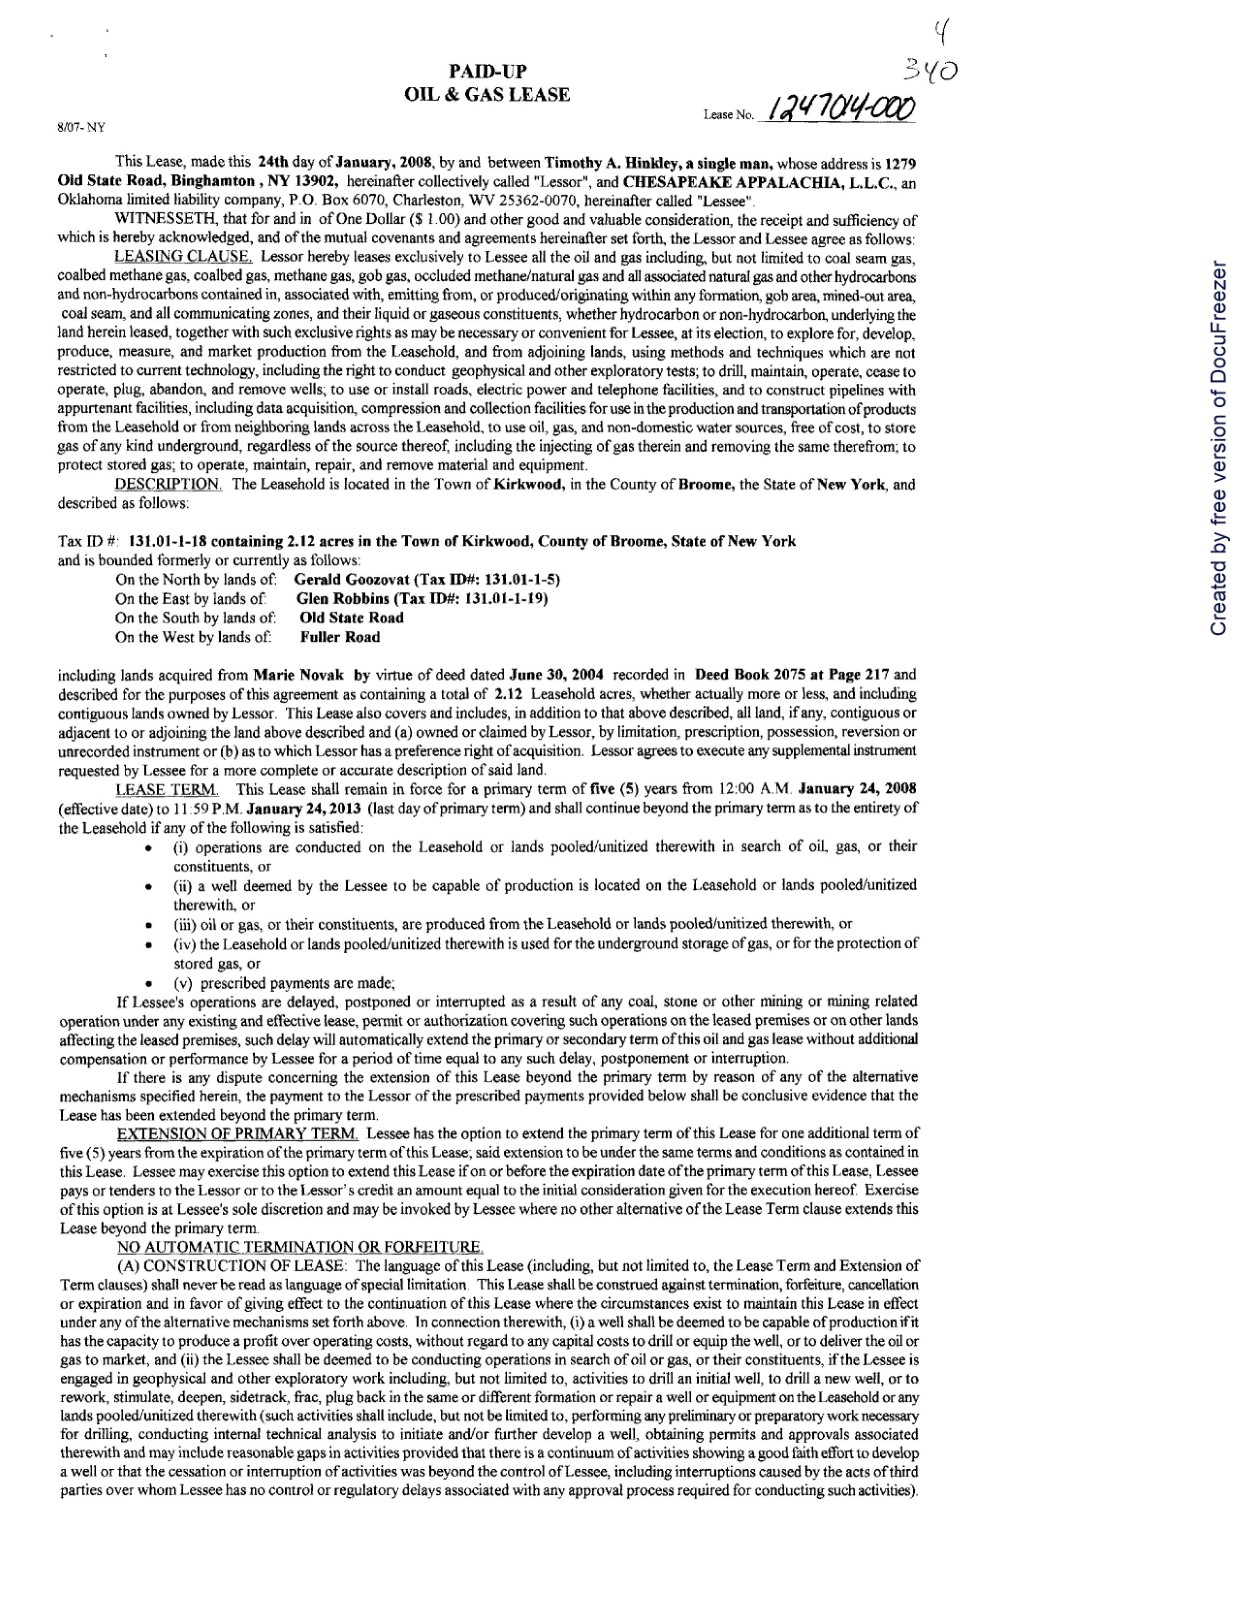 4
340
PAID-UP
OIL & GAS LEASE
Lease No. 1247014-000
8/07- NY
This Lease, made this 24th day of January, 2008, by and between Timothy A. Hinkley, a single man, whose address is 1279
Old State Road, Binghamton , NY 13902, hereinafter collectively called "Lessor", and CHESAPEAKE APPALACHIA, L.L.C., an
Oklahoma limited liability company, P.O. Box 6070, Charleston, WV 25362-0070, hereinafter called "Lessee".
WITNESSETH, that for and in of One Dollar ($ 1.00) and other good and valuable consideration, the receipt and sufficiency of
which is hereby acknowledged, and of the mutual covenants and agreements hereinafter set forth, the Lessor and Lessee agree as follows:
LEASING CLAUSE. Lessor hereby leases exclusively to Lessee all the oil and gas including, but not limited to coal seam gas,
coalbed methane gas, coalbed gas, methane gas, gob gas, occluded methane/natural gas and all associated natural gas and other hydrocarbons
and non-hydrocarbons contained in, associated with, emitting from, or produced/originating within any formation, gob area, mined-out area,
coal seam, and all communicating zones, and their liquid or gaseous constituents, whether hydrocarbon or non-hydrocarbon, underlying the
land herein leased, together with such exclusive rights as may be necessary or convenient for Lessee, at its election, to explore for, develop,
produce, measure, and market production from the Leasehold, and from adjoining lands, using methods and techniques which are not
restricted to current technology, including the right to conduct geophysical and other exploratory tests; to drill, maintain, operate, cease to
operate, plug, abandon, and remove wells; to use or install roads, electric power and telephone facilities, and to construct pipelines with
appurtenant facilities, including data acquisition, compression and collection facilities for use in the production and transportation of products
from the Leasehold or from neighboring lands across the Leasehold, to use oil, gas, and non-domestic water sources, free of cost, to store
gas of any kind underground, regardless of the source thereof, including the injecting of gas therein and removing the same therefrom; to
protect stored gas; to operate, maintain, repair, and remove material and equipment.
DESCRIPTION. The Leasehold is located in the Town of Kirkwood, in the County of Broome, the State of New York, and
described as follows:
Tax ID #: 131.01-1-18 containing 2.12 acres in the Town of Kirkwood, County of Broome, State of New York
and is bounded formerly or currently as follows:
On the North by lands of: Gerald Goozovat (Tax ID#: 131.01-1-5)
On the East by lands of: Glen Robbins (Tax ID#: 131.01-1-19)
On the South by lands of: Old State Road
On the West by lands of: Fuller Road
including lands acquired from Marie Novak by virtue of deed dated June 30, 2004 recorded in Deed Book 2075 at Page 217 and
described for the purposes of this agreement as containing a total of 2.12 Leasehold acres, whether actually more or less, and including
contiguous lands owned by Lessor. This Lease also covers and includes, in addition to that above described, all land, if any, contiguous or
adjacent to or adjoining the land above described and (a) owned or claimed by Lessor, by limitation, prescription, possession, reversion or
unrecorded instrument or (b) as to which Lessor has a preference right of acquisition. Lessor agrees to execute any supplemental instrument
requested by Lessee for a more complete or accurate description of said land.
LEASE TERM. This Lease shall remain in force for a primary term of five (5) years from 12:00 A.M. January 24, 2008
(effective date) to 11:59 P.M. January 24, 2013 (last day of primary term) and shall continue beyond the primary term as to the entirety of
the Leasehold if any of the following is satisfied:
• (i) operations are conducted on the Leasehold or lands pooled/unitized therewith in search of oil, gas, or their
constituents, or
• (ii) a well deemed by the Lessee to be capable of production is located on the Leasehold or lands pooled/unitized
therewith, or
• (iii) oil or gas, or their constituents, are produced from the Leasehold or lands pooled/unitized therewith, or
• (iv) the Leasehold or lands pooled/unitized therewith is used for the underground storage of gas, or for the protection of
stored gas, or
• (v) prescribed payments are made;
If Lessee's operations are delayed, postponed or interrupted as a result of any coal, stone or other mining or mining related
operation under any existing and effective lease, permit or authorization covering such operations on the leased premises or on other lands
affecting the leased premises, such delay will automatically extend the primary or secondary term of this oil and gas lease without additional
compensation or performance by Lessee for a period of time equal to any such delay, postponement or interruption.
If there is any dispute concerning the extension of this Lease beyond the primary term by reason of any of the alternative
mechanisms specified herein, the payment to the Lessor of the prescribed payments provided below shall be conclusive evidence that the
Lease has been extended beyond the primary term.
EXTENSION OF PRIMARY TERM. Lessee has the option to extend the primary term of this Lease for one additional term of
five (5) years from the expiration of the primary term of this Lease; said extension to be under the same terms and conditions as contained in
this Lease. Lessee may exercise this option to extend this Lease if on or before the expiration date of the primary term of this Lease, Lessee
pays or tenders to the Lessor or to the Lessor's credit an amount equal to the initial consideration given for the execution hereof. Exercise
of this option is at Lessee's sole discretion and may be invoked by Lessee where no other alternative of the Lease Term clause extends this
Lease beyond the primary term.
NO AUTOMATIC TERMINATION OR FORFEITURE.
(A) CONSTRUCTION OF LEASE: The language of this Lease (including, but not limited to, the Lease Term and Extension of
Term clauses) shall never be read as language of special limitation. This Lease shall be construed against termination, forfeiture, cancellation
or expiration and in favor of giving effect to the continuation of this Lease where the circumstances exist to maintain this Lease in effect
under any of the alternative mechanisms set forth above. In connection therewith, (i) a well shall be deemed to be capable of production if it
has the capacity to produce a profit over operating costs, without regard to any capital costs to drill or equip the well, or to deliver the oil or
gas to market, and (ii) the Lessee shall be deemed to be conducting operations in search of oil or gas, or their constituents, if the Lessee is
engaged in geophysical and other exploratory work including, but not limited to, activities to drill an initial well, to drill a new well, or to
rework, stimulate, deepen, sidetrack, frac, plug back in the same or different formation or repair a well or equipment on the Leasehold or any
lands pooled/unitized therewith (such activities shall include, but not be limited to, performing any preliminary or preparatory work necessary
for drilling, conducting internal technical analysis to initiate and/or further develop a well, obtaining permits and approvals associated
therewith and may include reasonable gaps in activities provided that there is a continuum of activities showing a good faith effort to develop
a well or that the cessation or interruption of activities was beyond the control of Lessee, including interruptions caused by the acts of third
parties over whom Lessee has no control or regulatory delays associated with any approval process required for conducting such activities).
Created by free version of DocuFreezer